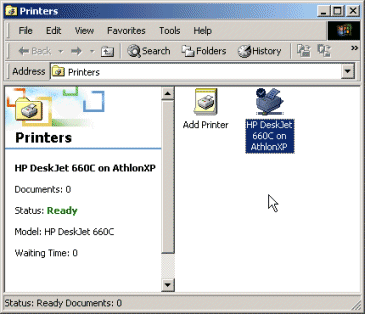 Printers
File Edit View Favorites Tools Help
Back Search Folders History
Address Printers
Printers
HP DeskJet 660C on AthlonXP
Documents: 0
Status: Ready
Model: HP DeskJet 660C
Waiting Time: 0
Add Printer
HP DeskJet
660C on
AthlonXP
Status: Ready Documents: 0